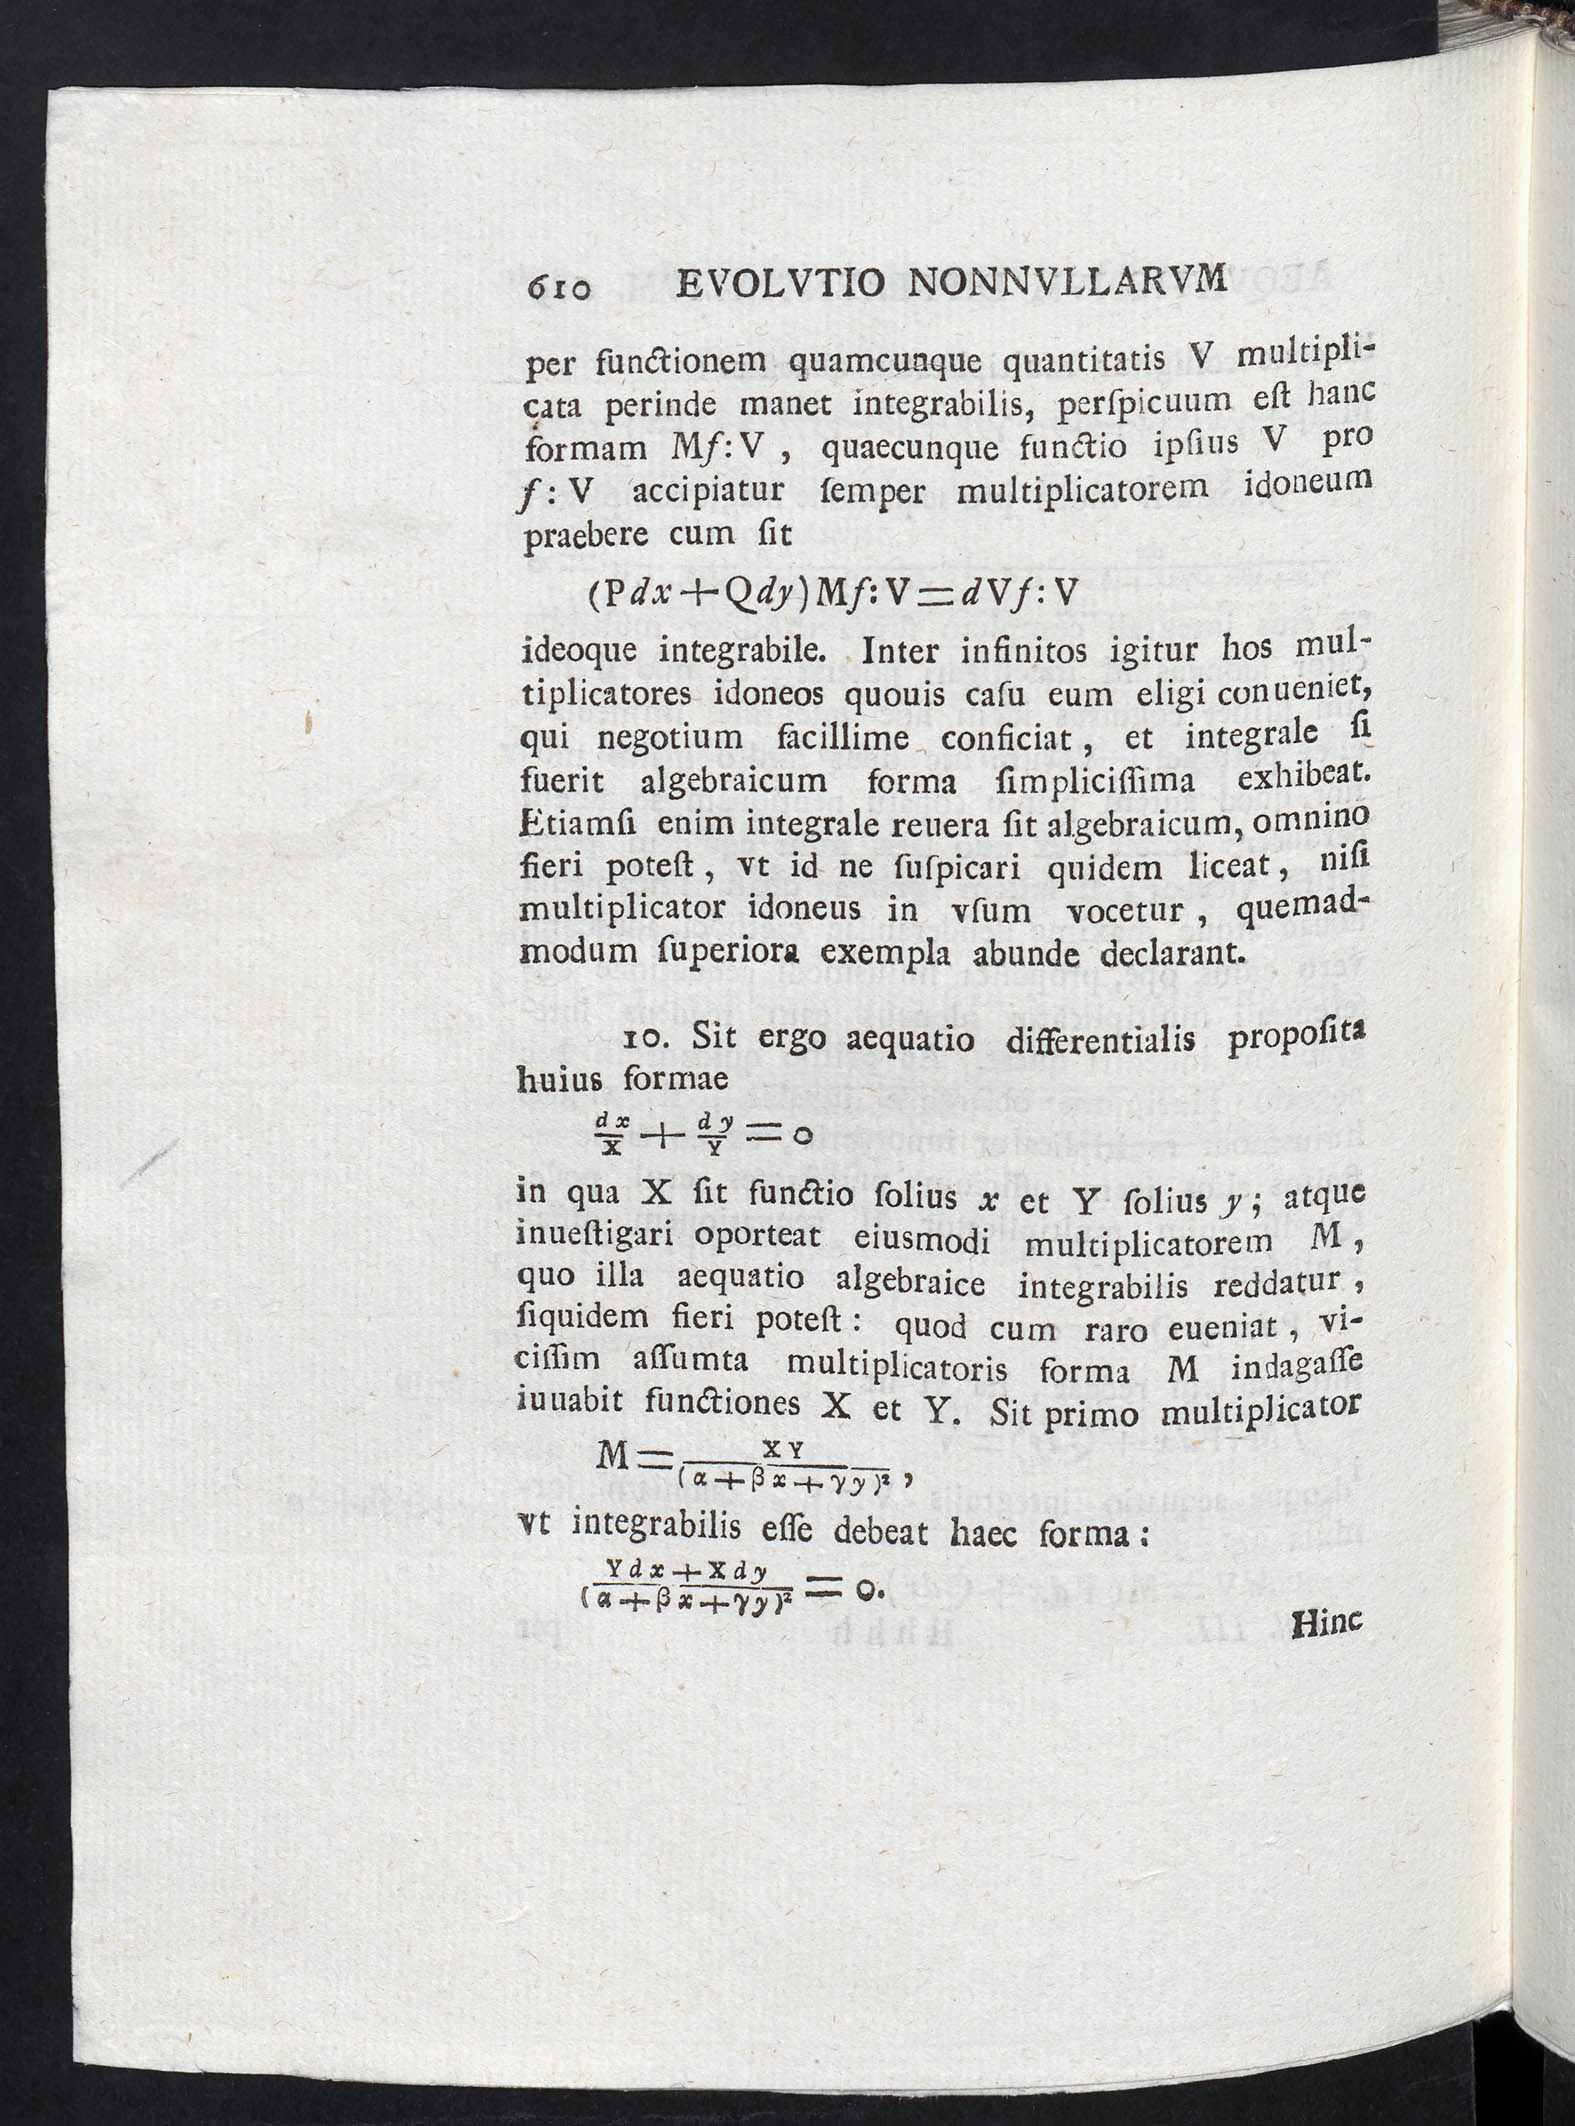 610 EVOLVTIO NONNVLLARVM
per functionem quamcunque quantitatis V multipli-
cata perinde manet integrabilis, perſpicuum eſt hanc
formam Mf:V , quaecunque functio ipſius V pro
f : V accipiatur ſemper multiplicatorem idoneum
praebere cum ſit
(Pdx+Qdy)Mf:V=dVf:V
ideoque integrabile. Inter infinitos igitur hos mul-
tiplicatores idoneos quouis caſu eum eligi conueniet,
qui negotium facillime conficiat , et integrale ſi
fuerit algebraicum forma ſimpliciſſima exhibeat.
Etiamſi enim integrale reuera ſit algebraicum, omnino
fieri poteſt , vt id ne ſuſpicari quidem liceat , niſi
multiplicator idoneus in vſum vocetur , quemad-
modum ſuperiora exempla abunde declarant.
10. Sit ergo aequatio differentialis propoſita
huius formae
dx/X + dy/Y = 0
in qua X ſit functio ſolius x et Y ſolius y ; atque
inueſtigari oporteat eiusmodi multiplicatorem M ,
quo illa aequatio algebraice integrabilis reddatur ,
ſiquidem fieri poteſt : quod cum raro eueniat , vi-
ciſſim aſſumta multiplicatoris forma M indagaſſe
iuuabit functiones X et Y. Sit primo multiplicator
M = XY/(α+βx+γy)² ,
vt integrabilis eſſe debeat haec forma :
Ydx+Xdy/(α+βx+γy)² = 0.
Hinc